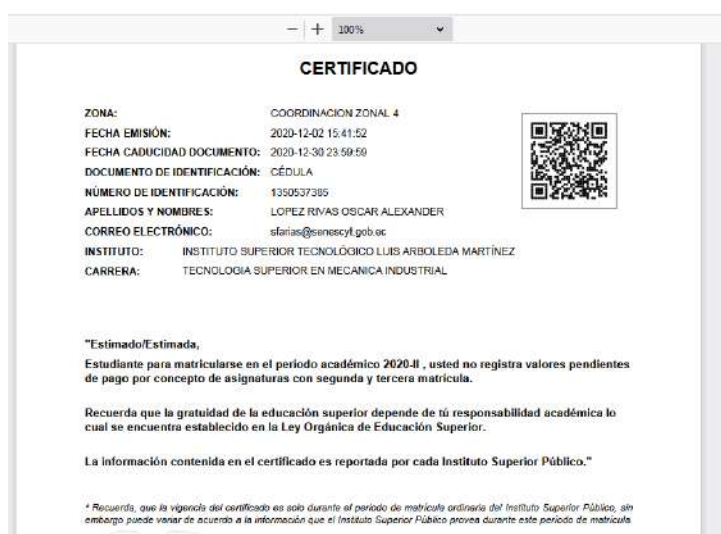 100%
CERTIFICADO
ZONA: COORDINACION ZONAL 4
FECHA EMISIÓN: 2020-12-02 15:41:52
FECHA CADUCIDAD DOCUMENTO: 2020-12-30 23:59:59
DOCUMENTO DE IDENTIFICACIÓN: CÉDULA
NÚMERO DE IDENTIFICACIÓN: 1350537385
APELLIDOS Y NOMBRES: LOPEZ RIVAS OSCAR ALEXANDER
CORREO ELECTRÓNICO: sfarias@senescyt.gob.ec
INSTITUTO: INSTITUTO SUPERIOR TECNOLÓGICO LUIS ARBOLEDA MARTÍNEZ
CARRERA: TECNOLOGIA SUPERIOR EN MECANICA INDUSTRIAL
"Estimado/Estimada,
Estudiante para matricularse en el periodo académico 2020-II , usted no registra valores pendientes
de pago por concepto de asignaturas con segunda y tercera matrícula.
Recuerda que la gratuidad de la educación superior depende de tú responsabilidad académica lo
cual se encuentra establecido en la Ley Orgánica de Educación Superior.
La información contenida en el certificado es reportada por cada Instituto Superior Público."
* Recuerda, que la vigencia del certificado es solo durante el periodo de matrícula ordinaria del Instituto Superior Público, sin
embargo puede variar de acuerdo a la información que el Instituto Superior Público provea durante este periodo de matrícula